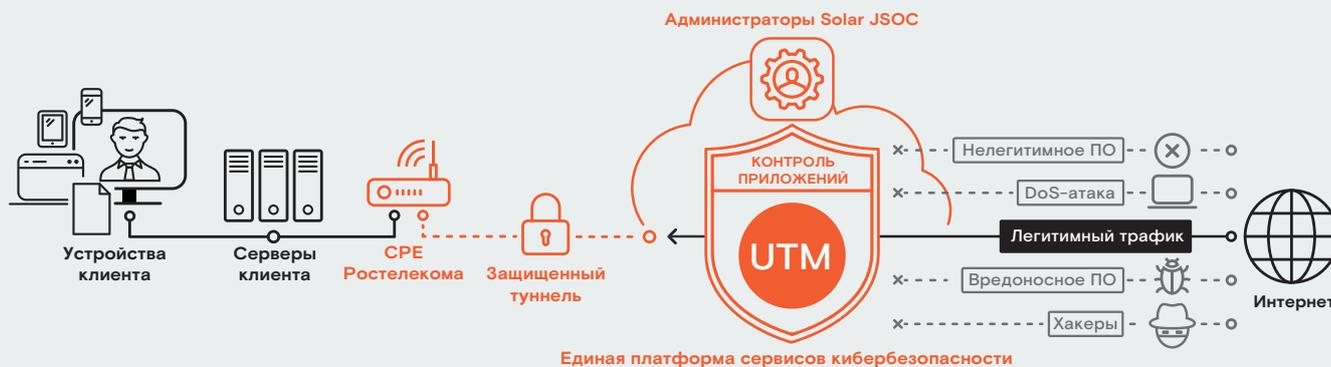 Администраторы Solar JSOC
КОНТРОЛЬ
ПРИЛОЖЕНИЙ
UTM
Нелегитимное ПО
DoS-атака
Легитимный трафик
Вредоносное ПО
Хакеры
Интернет
Устройства
клиента
Серверы
клиента
CPE
Ростелекома
Защищенный
туннель
Единая платформа сервисов кибербезопасности